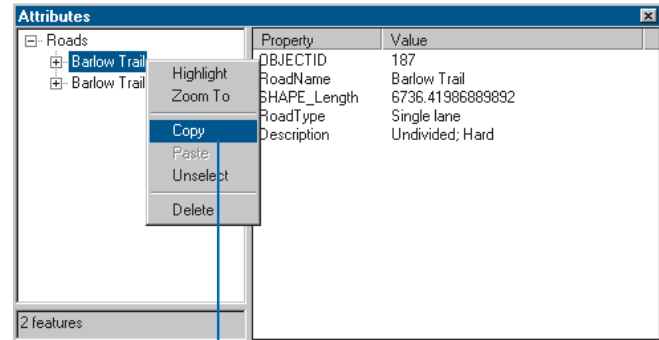 Attributes
Roads
Barlow Trail
Barlow Trail
Highlight
Zoom To
Copy
Paste
Unselect
Delete
2 features
Property Value
OBJECTID 187
RoadName Barlow Trail
SHAPE_Length 6736.41986889892
RoadType Single lane
Description Undivided; Hard